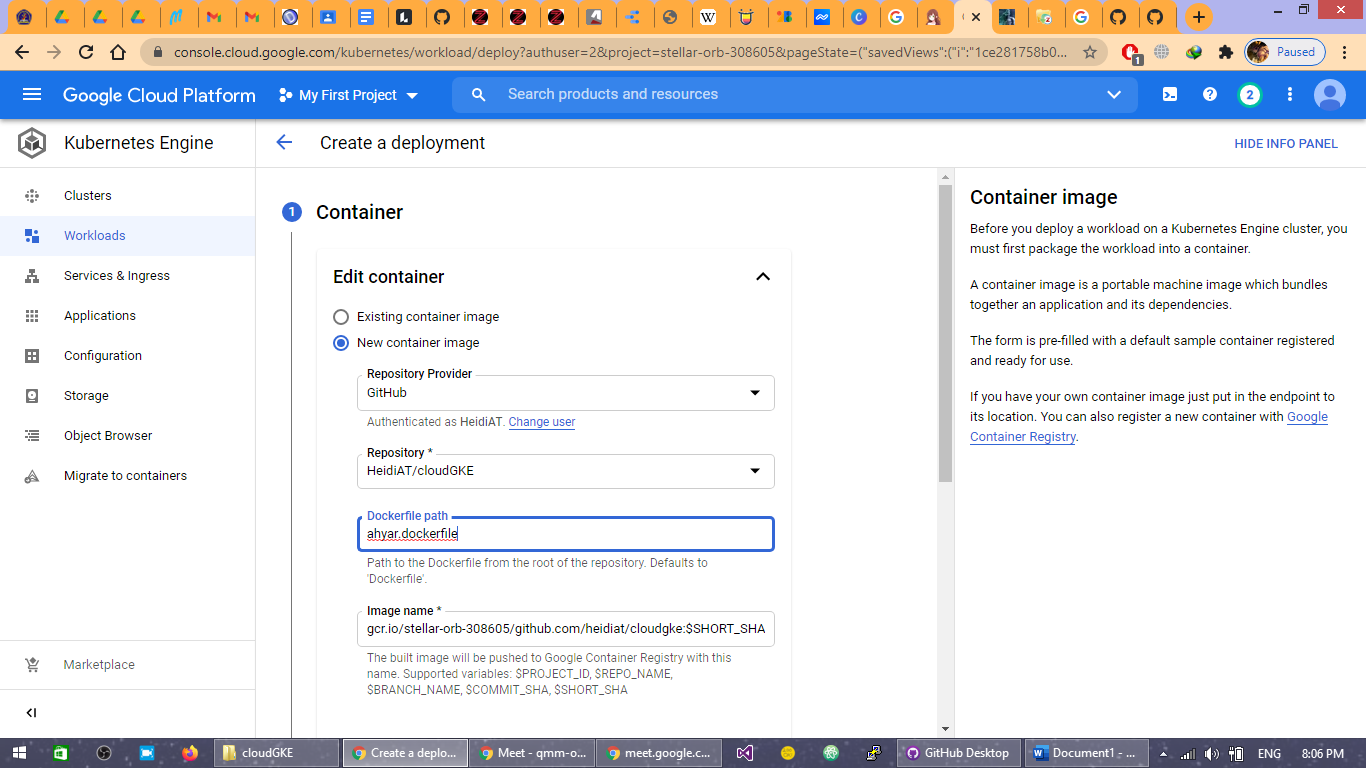 console.cloud.google.com/kubernetes/workload/deploy?authuser=2&project=stellar-orb-308605&pageState=("savedViews":("i":"1ce281758b0...
1
Paused
Google Cloud Platform
My First Project
Search products and resources
2
Kubernetes Engine
Create a deployment
HIDE INFO PANEL
Clusters
Workloads
Services & Ingress
Applications
Configuration
Storage
Object Browser
Migrate to containers
Marketplace
1
Container
Edit container
Existing container image
New container image
Repository Provider
GitHub
Authenticated as HeidiAT. Change user
Repository *
HeidiAT/cloudGKE
Dockerfile path
ahyar.dockerfile
Path to the Dockerfile from the root of the repository. Defaults to
'Dockerfile'.
Image name *
gcr.io/stellar-orb-308605/github.com/heidiat/cloudgke:$SHORT_SHA
The built image will be pushed to Google Container Registry with this
name. Supported variables: $PROJECT_ID, $REPO_NAME,
$BRANCH_NAME, $COMMIT_SHA, $SHORT_SHA
Container image
Before you deploy a workload on a Kubernetes Engine cluster, you
must first package the workload into a container.
A container image is a portable machine image which bundles
together an application and its dependencies.
The form is pre-filled with a default sample container registered
and ready for use.
If you have your own container image just put in the endpoint to
its location. You can also register a new container with Google
Container Registry.
cloudGKE
Create a deplo...
Meet - qmm-o...
meet.google.c...
GitHub Desktop
Document1 - ...
ENG
8:06 PM